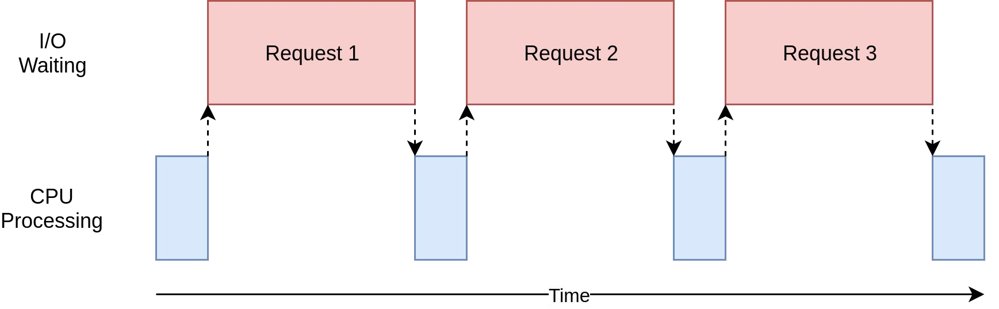 I/O
Waiting
Request 1
Request 2
Request 3
CPU
Processing
Time